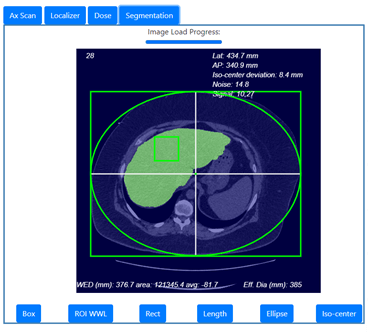 Ax Scan Localizer Dose Segmentation
Image Load Progress:
28
Lat: 434.7 mm
AP: 340.9 mm
Iso-center deviation: 8.4 mm
Noise: 14.8
Signal: 10,27
WED (mm): 376.7 area: 121345.4 avg: -81.7 Eff. Dia (mm): 385
Box ROI WWL Rect Length Ellipse Iso-center